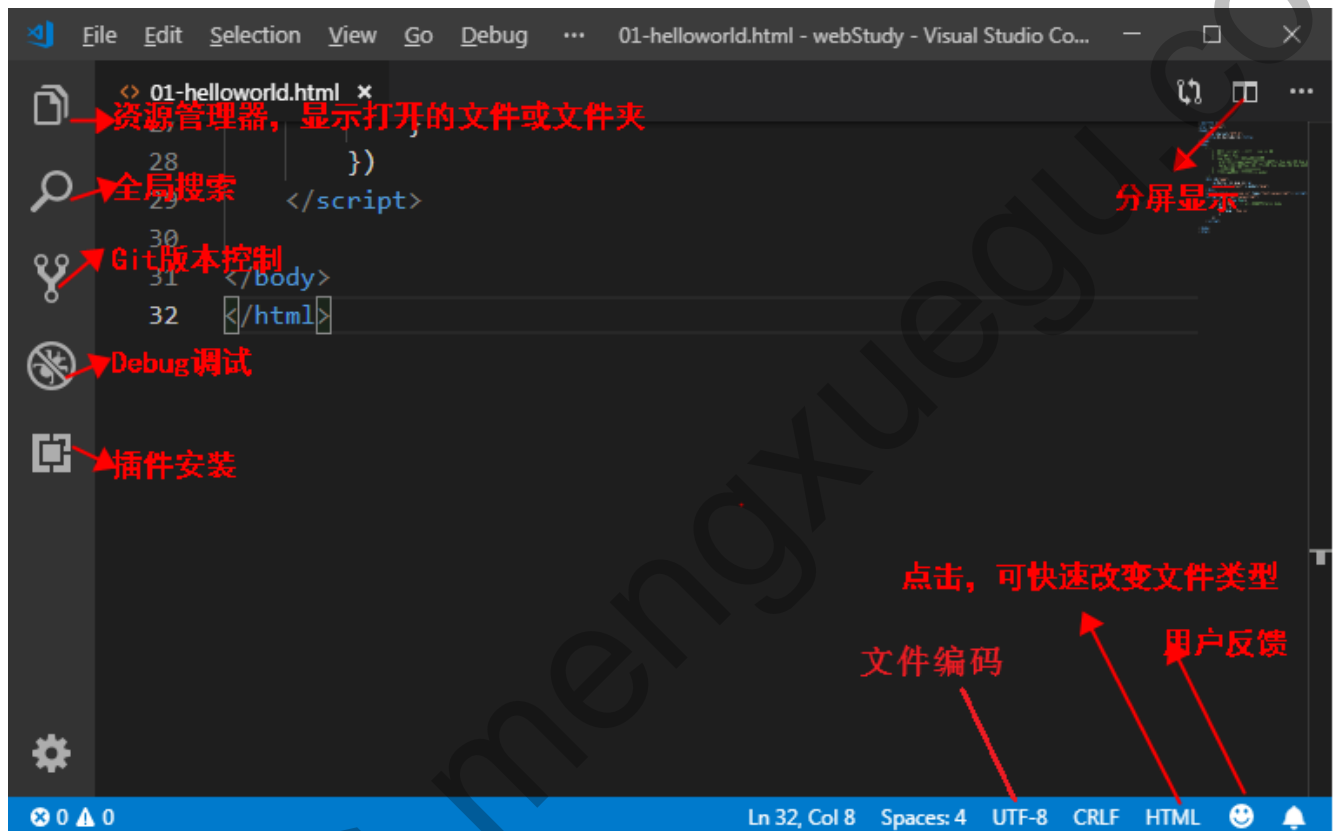 File Edit Selection View Go Debug ··· 01-helloworld.html - webStudy - Visual Studio Co...
<> 01-helloworld.html ×
资源管理器，显示打开的文件或文件夹
27 }
28 })
全局搜索
29 </script>
分屏显示
30
Git版本控制
31 </body>
32 </html>
Debug调试
插件安装
点击，可快速改变文件类型
用户反馈
文件编码
0 0 Ln 32, Col 8 Spaces: 4 UTF-8 CRLF HTML
mengxuegu.co